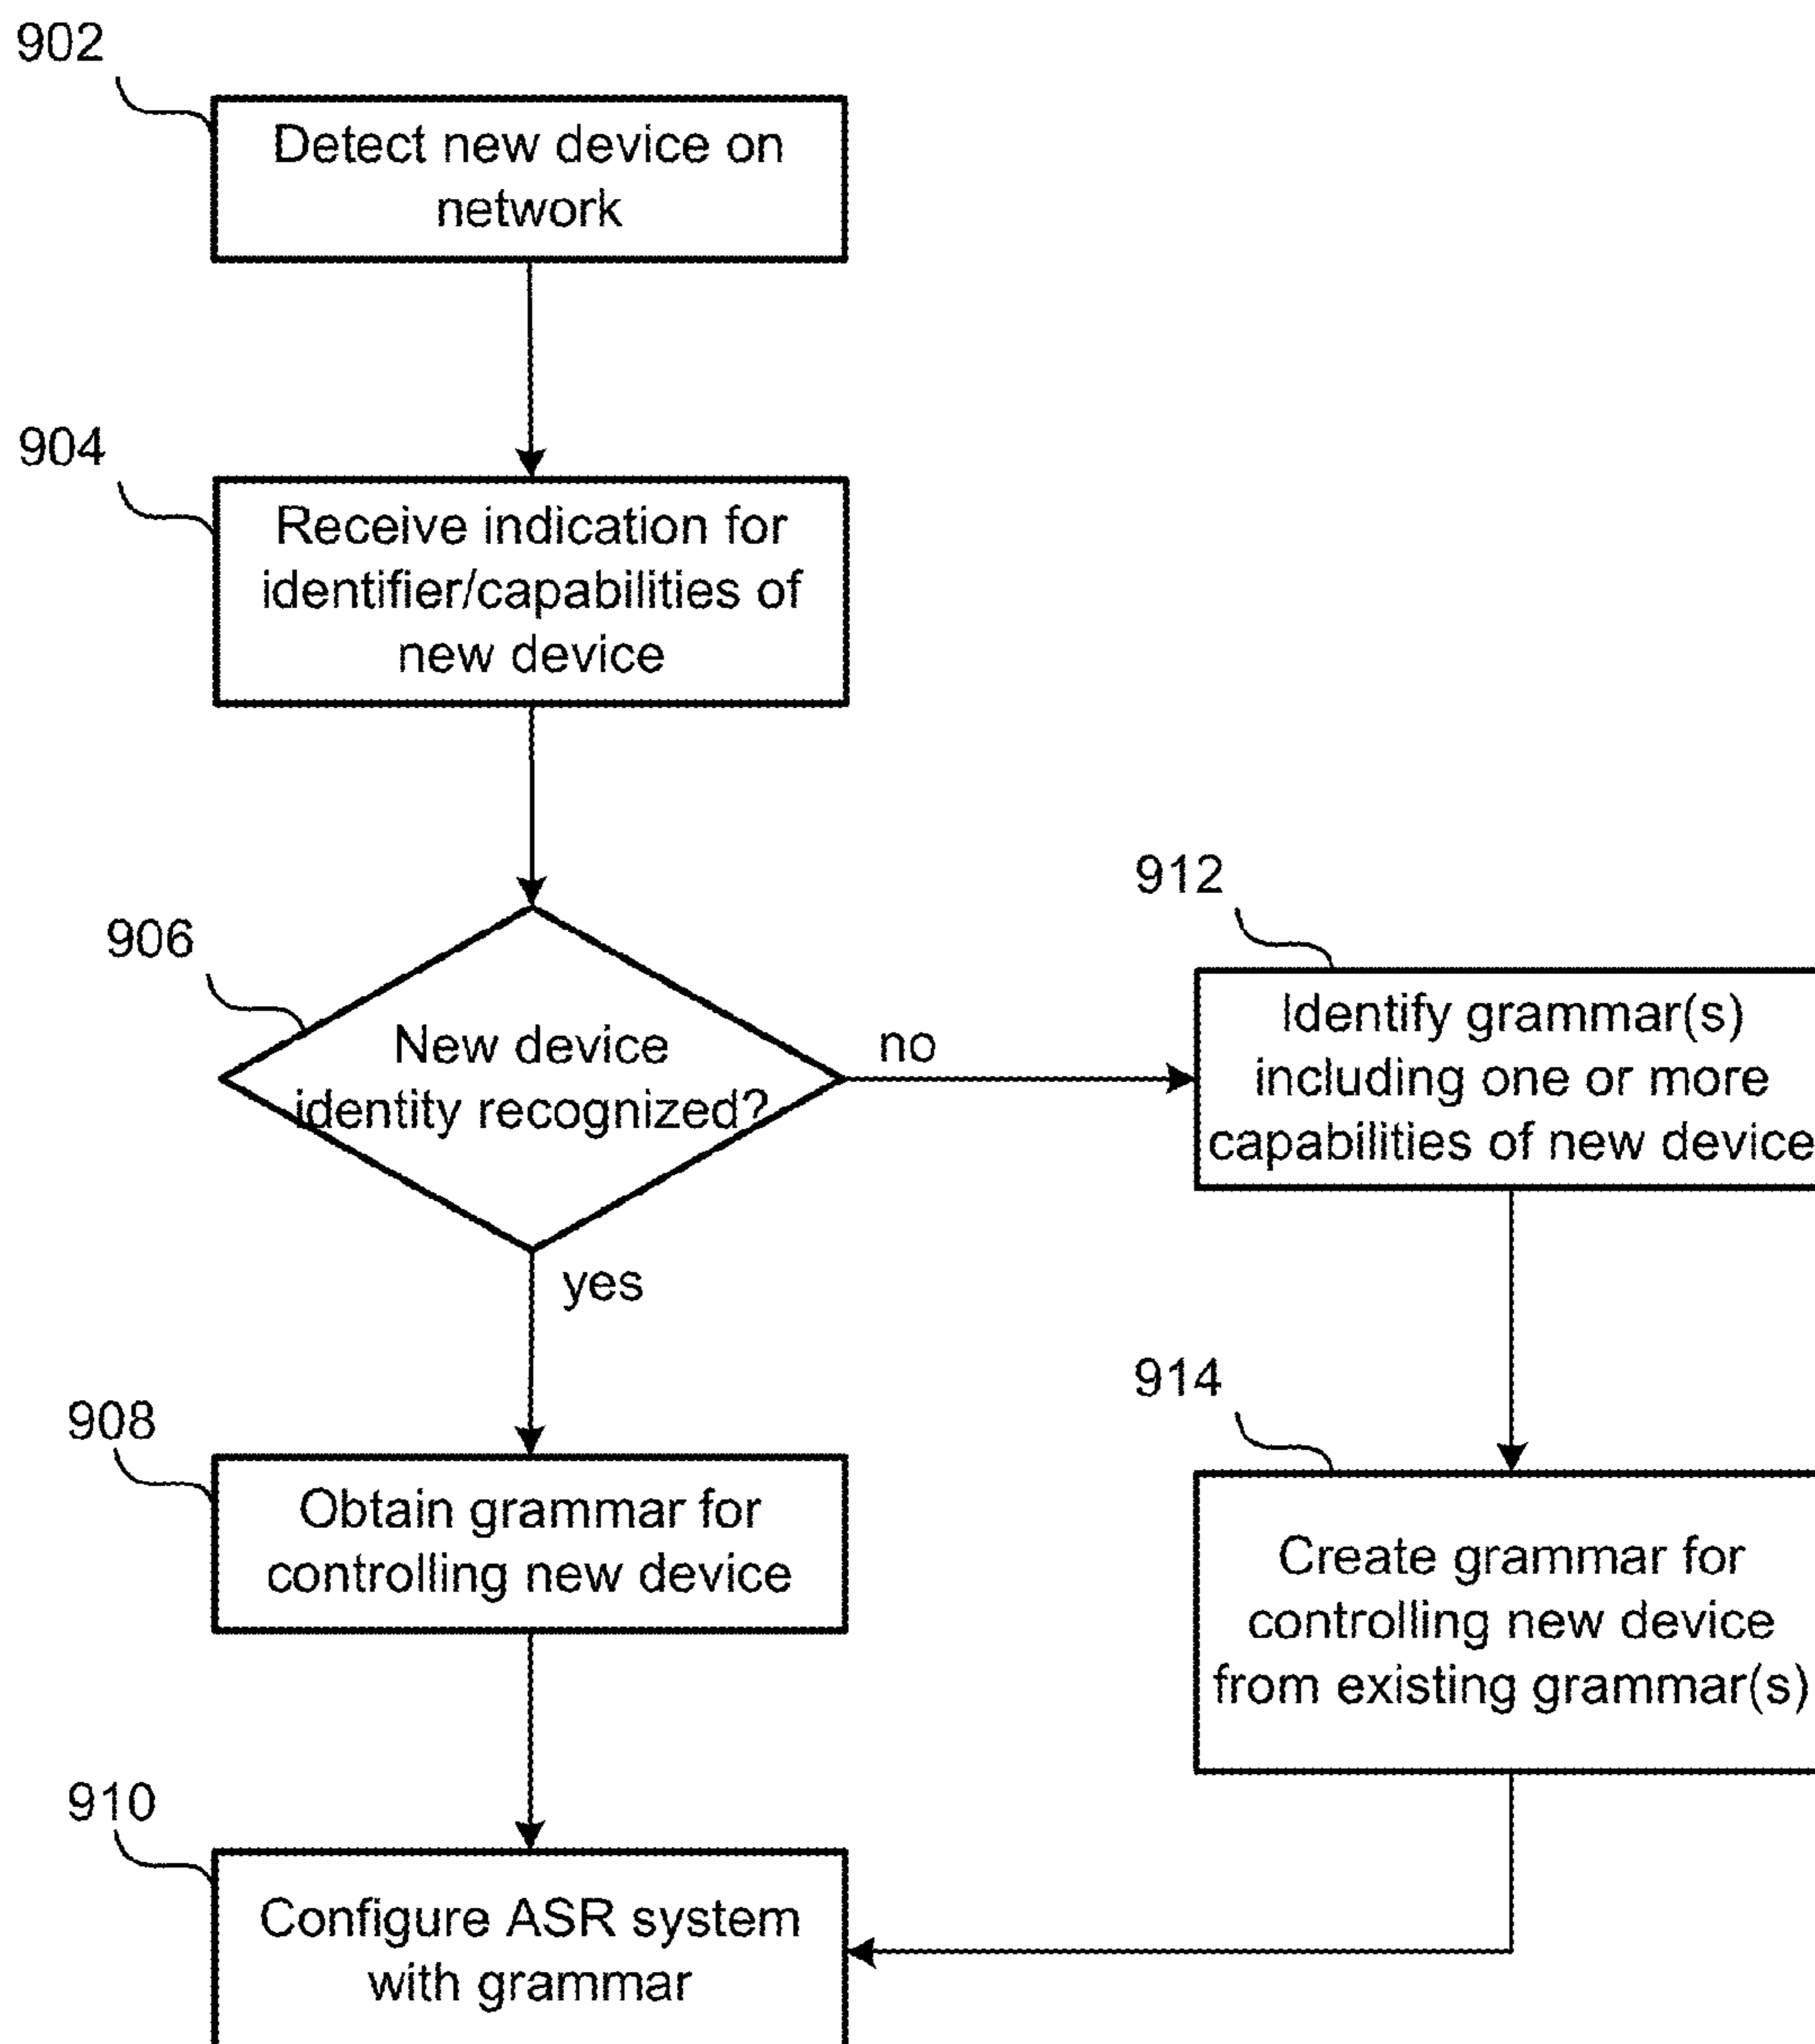 902
Detect new device on
network
904
Receive indication for
identifier/capabilities of
new device
906
New device
identity recognized?
no
yes
912
Identify grammar(s)
including one or more
capabilities of new device
908
Obtain grammar for
controlling new device
914
Create grammar for
controlling new device
from existing grammar(s)
910
Configure ASR system
with grammar